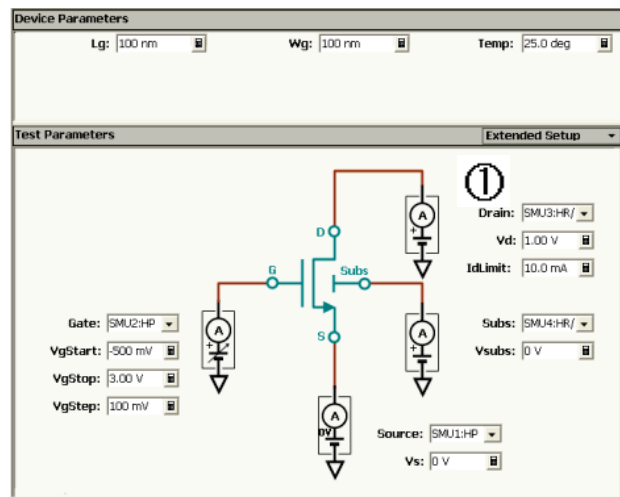 Device Parameters
Lg: 100 nm Wg: 100 nm Temp: 25.0 deg
Test Parameters Extended Setup
①
Drain: SMU3:HR/
Vd: 1.00 V
IdLimit: 10.0 mA
A
D
G
Subs
S
A
+
A
+
A
+
A
0V
Gate: SMU2:HP
VgStart: -500 mV
VgStop: 3.00 V
VgStep: 100 mV
Subs: SMU4:HR/
Vsubs: 0 V
Source: SMU1:HP
Vs: 0 V